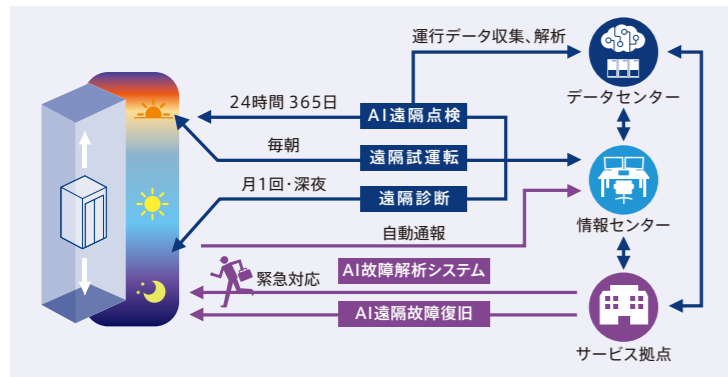 運行データ収集、解析
データセンター
24時間 365日
AI遠隔点検
毎朝
遠隔試運転
月1回・深夜
遠隔診断
自動通報
情報センター
緊急対応
AI故障解析システム
AI遠隔故障復旧
サービス拠点